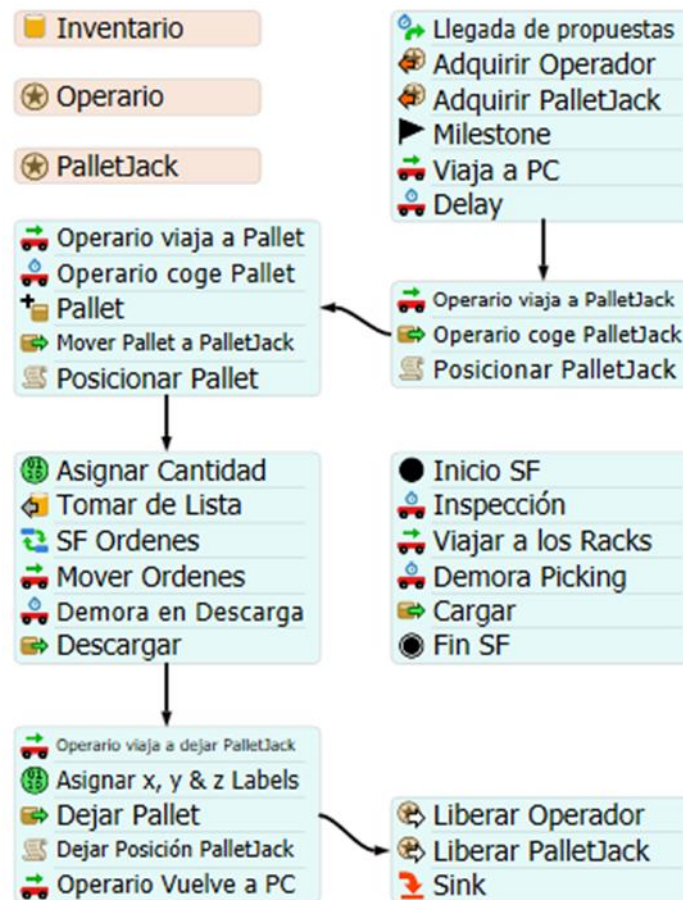 Inventario
Operario
PalletJack
Llegada de propuestas
Adquirir Operador
Adquirir PalletJack
Milestone
Viaja a PC
Delay
Operario viaja a PalletJack
Operario coge PalletJack
Posicionar PalletJack
Operario viaja a Pallet
Operario coge Pallet
Pallet
Mover Pallet a PalletJack
Posicionar Pallet
Asignar Cantidad
Tomar de Lista
SF Ordenes
Mover Ordenes
Demora en Descarga
Descargar
Inicio SF
Inspección
Viajar a los Racks
Demora Picking
Cargar
Fin SF
Operario viaja a dejar PalletJack
Asignar x, y & z Labels
Dejar Pallet
Dejar Posición PalletJack
Operario Vuelve a PC
Liberar Operador
Liberar PalletJack
Sink